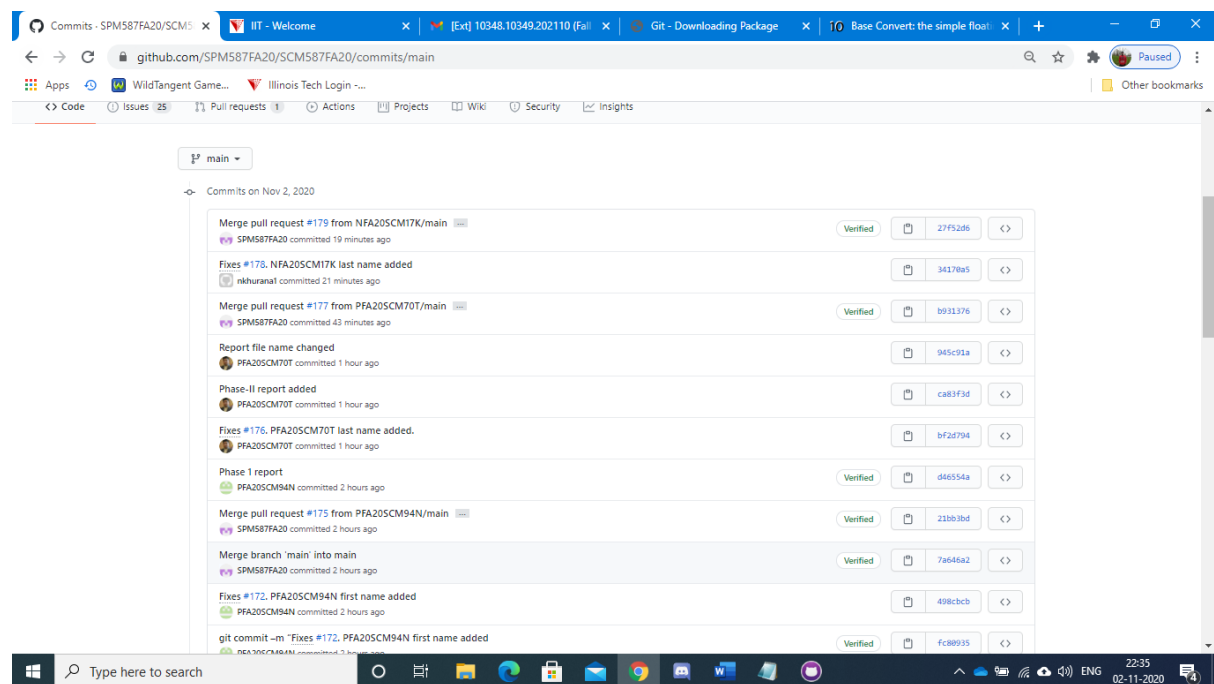 Commits · SPM587FA20/SCM5
IIT - Welcome
[Ext] 10348.10349.202110 (Fall
Git - Downloading Package
Base Convert: the simple floati
github.com/SPM587FA20/SCM587FA20/commits/main
Paused
Apps
WildTangent Game...
Illinois Tech Login -...
Other bookmarks
<> Code
Issues 25
Pull requests 1
Actions
Projects
Wiki
Security
Insights
main
Commits on Nov 2, 2020
Merge pull request #179 from NFA20SCM17K/main ...
SPM587FA20 committed 19 minutes ago
Verified
27f52d6
<>
Fixes #178. NFA20SCM17K last name added
nkhurana1 committed 21 minutes ago
34170a5
<>
Merge pull request #177 from PFA20SCM70T/main ...
SPM587FA20 committed 43 minutes ago
Verified
b931376
<>
Report file name changed
PFA20SCM70T committed 1 hour ago
945c91a
<>
Phase-II report added
PFA20SCM70T committed 1 hour ago
ca83f3d
<>
Fixes #176. PFA20SCM70T last name added.
PFA20SCM70T committed 1 hour ago
bf2d794
<>
Phase 1 report
PFA20SCM94N committed 2 hours ago
Verified
d46554a
<>
Merge pull request #175 from PFA20SCM94N/main ...
SPM587FA20 committed 2 hours ago
Verified
21bb3bd
<>
Merge branch 'main' into main
SPM587FA20 committed 2 hours ago
Verified
7a646a2
<>
Fixes #172. PFA20SCM94N first name added
PFA20SCM94N committed 2 hours ago
498cbcb
<>
git commit –m "Fixes #172. PFA20SCM94N first name added
PFA20SCM94N committed 2 hours ago
Verified
fc80935
<>
Type here to search
ENG
22:35
02-11-2020
4